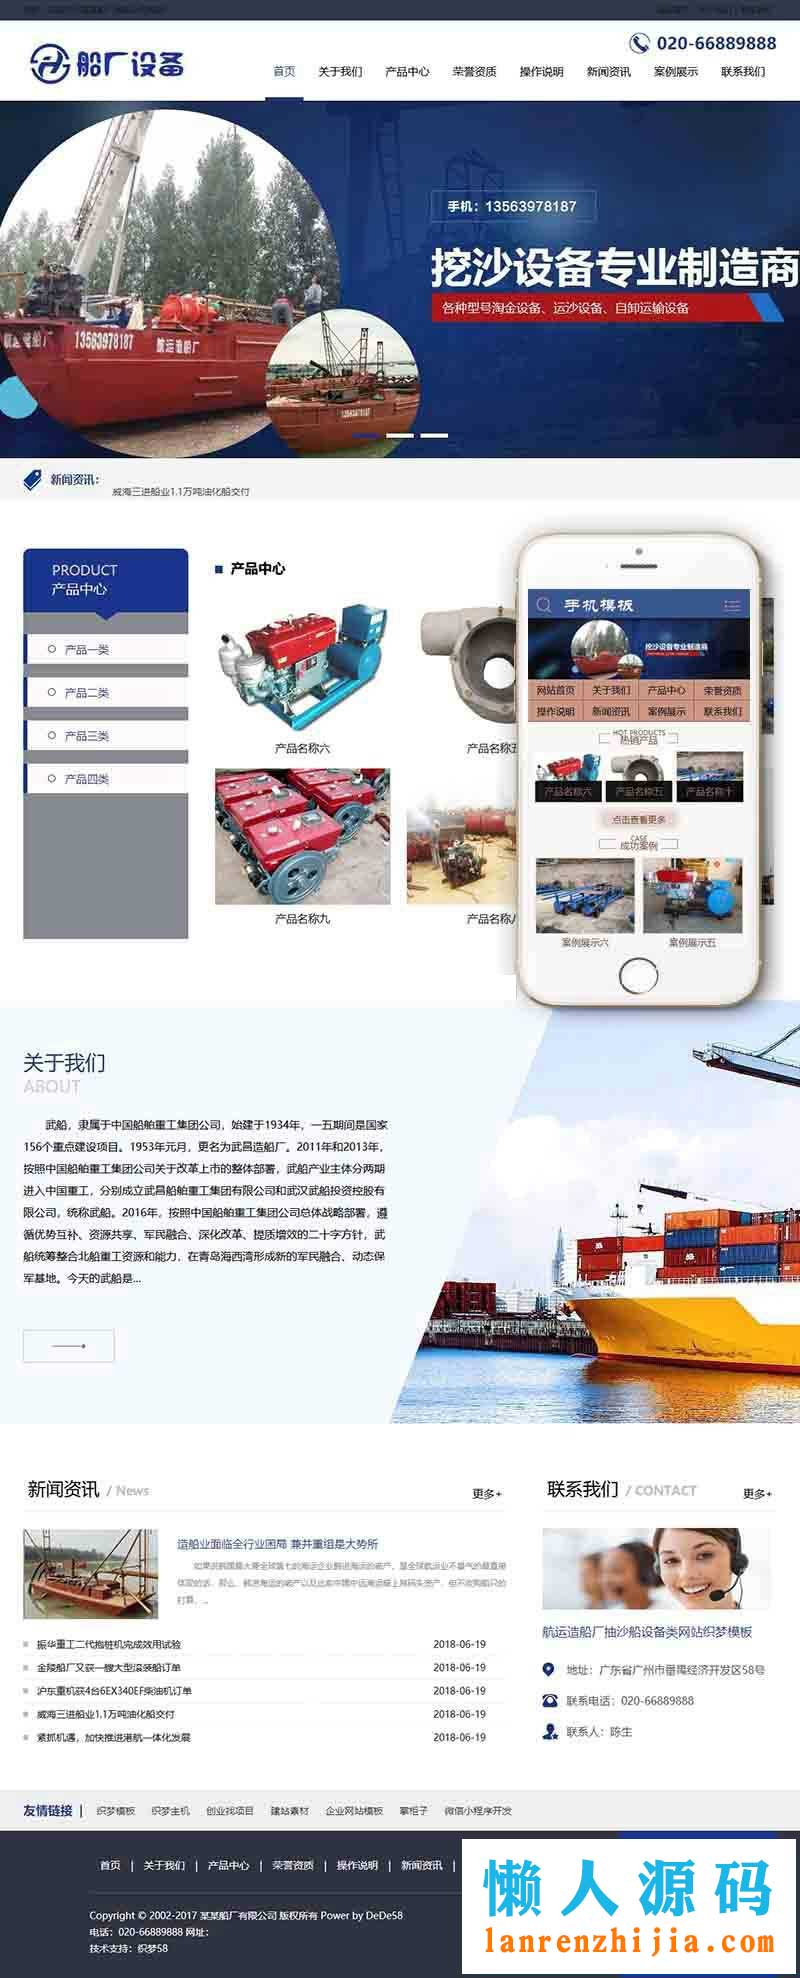 船厂设备
020-66889888
首页 关于我们 产品中心 荣誉资质 操作说明 新闻资讯 案例展示 联系我们
手机：13563978187
挖沙设备专业制造商
各种型号淘金设备、运沙设备、自卸运输设备
13563978187 航运造船厂
13563978187
新闻资讯：
威海三进船业1.1万吨油化船交付
PRODUCT
产品中心
产品一类
产品二类
产品三类
产品四类
产品中心
产品名称六
产品名称五
产品名称九
产品名称八
手机模板
挖沙设备专业制造商
网站首页 关于我们 产品中心 荣誉资质
操作说明 新闻资讯 案例展示 联系我们
HOT PRODUCTS
热销产品
产品名称六 产品名称五 产品名称十
点击查看更多
CASE
成功案例
案例展示六 案例展示五
关于我们
ABOUT
武船，隶属于中国船舶重工集团公司，始建于1934年，一五期间是国家
156个重点建设项目。1953年元月，更名为武昌造船厂。2011年和2013年，
按照中国船舶重工集团公司关于改革上市的整体部署，武船产业主体分两期
进入中国重工，分别成立武昌船舶重工集团有限公司和武汉武船投资控股有
限公司，统称武船。2016年，按照中国船舶重工集团公司总体战略部署，遵
循优势互补、资源共享、军民融合、深化改革、提质增效的二十字方针，武
船统筹整合北船重工资源和能力，在青岛海西湾形成新的军民融合、动态保
军基地。今天的武船是...
新闻资讯 / News
更多+
造船业面临全行业困局 兼并重组是大势所
振华重工二代抱桩机完成效用试验 2018-06-19
金陵船厂又获一艘大型滚装船订单 2018-06-19
沪东重机获4台6EX340EF柴油机订单 2018-06-19
威海三进船业1.1万吨油化船交付 2018-06-19
紧抓机遇，加快推进港航一体化发展 2018-06-19
联系我们 / CONTACT
更多+
航运造船厂抽沙船设备类网站织梦模板
地址：广东省广州市番禺经济开发区58号
联系电话：020-66889888
联系人：陈生
友情链接 | 织梦模板 织梦主机 创业找项目 建站素材 企业网站模板 掌柜子 微信小程序开发
首页 | 关于我们 | 产品中心 | 荣誉资质 | 操作说明 | 新闻资讯 |
Copyright © 2002-2017 某某船厂有限公司 版权所有 Power by DeDe58
电话：020-66889888 网址：
技术支持：织梦58
懒人源码
lanrenzhijia.com